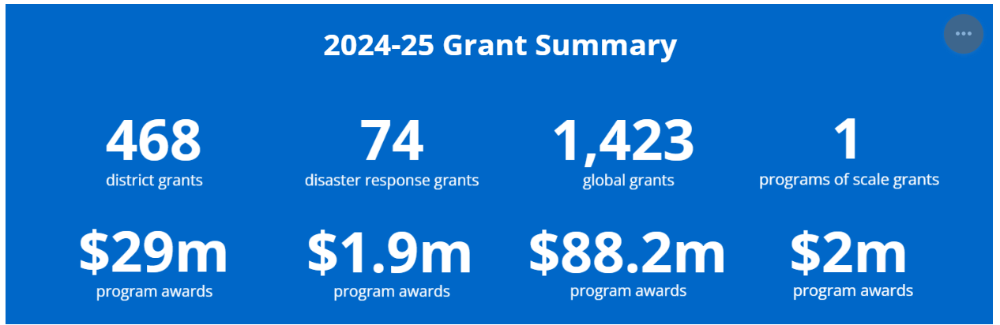 2024-25 Grant Summary
468 74 1,423 1
district grants disaster response grants global grants programs of scale grants
$29m $1.9m $88.2m $2m
program awards program awards program awards program awards